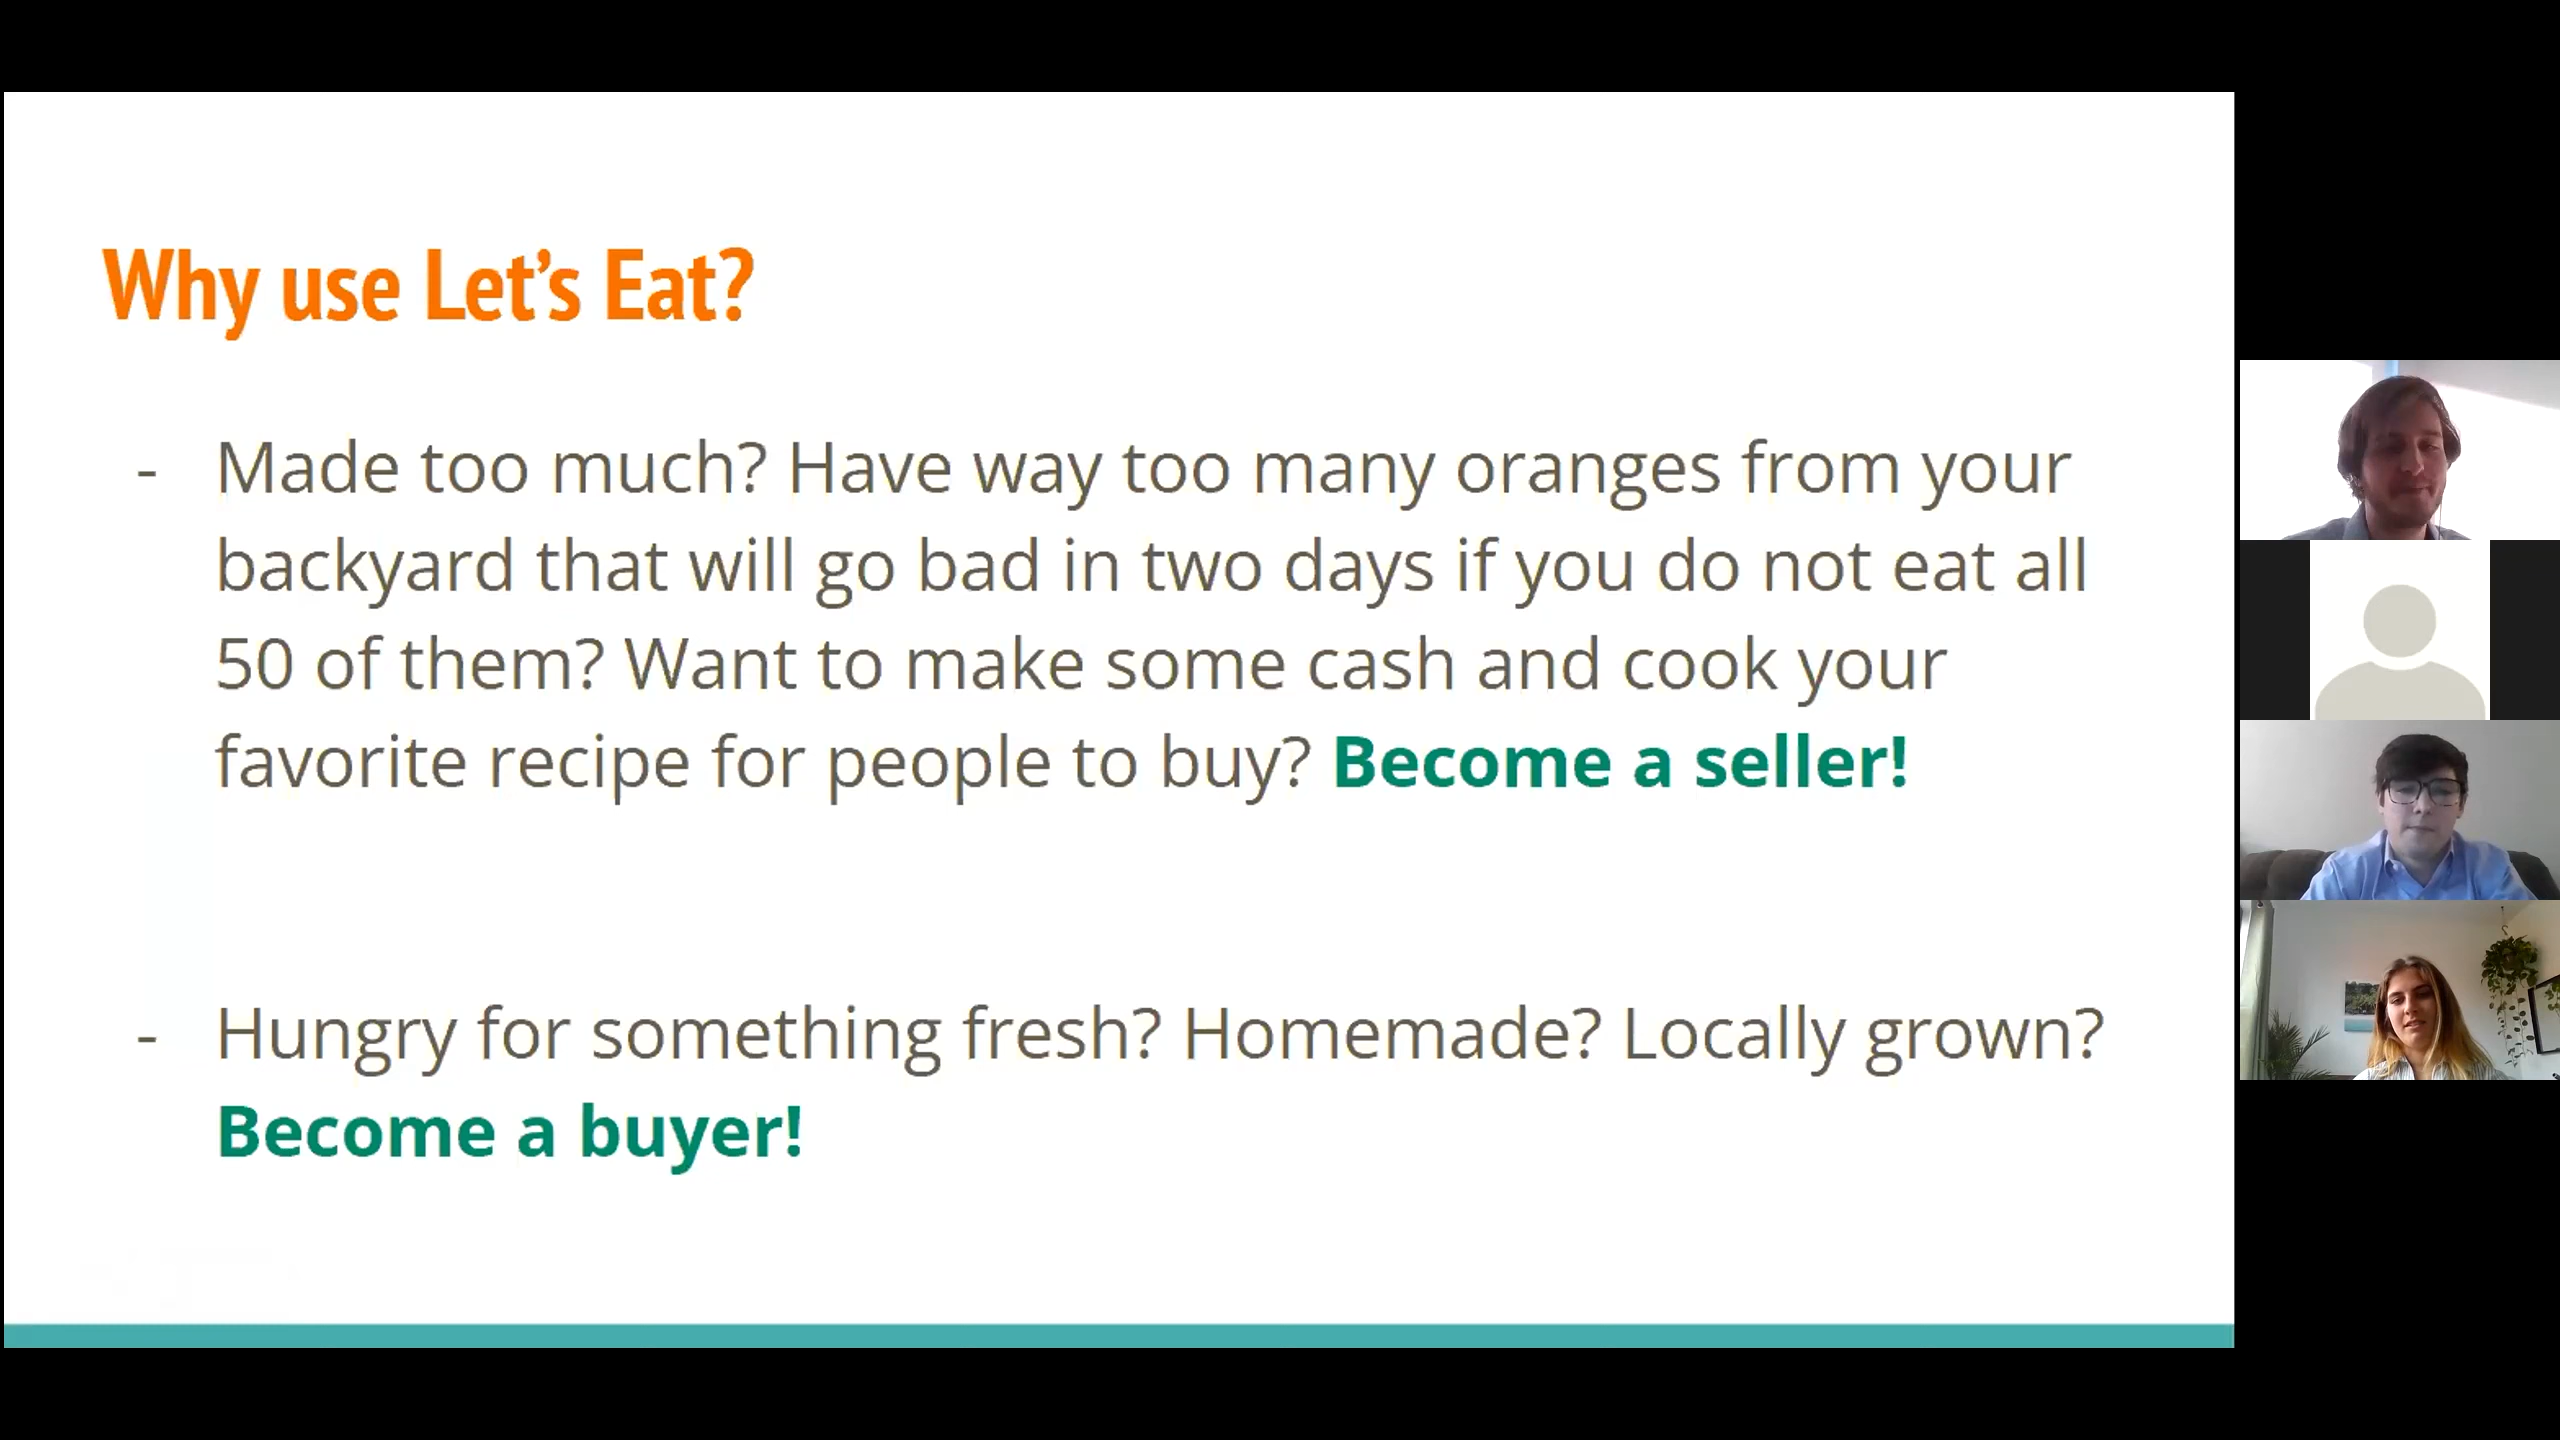 Why use Let’s Eat?
- Made too much? Have way too many oranges from your
backyard that will go bad in two days if you do not eat all
50 of them? Want to make some cash and cook your
favorite recipe for people to buy? Become a seller!
- Hungry for something fresh? Homemade? Locally grown?
Become a buyer!